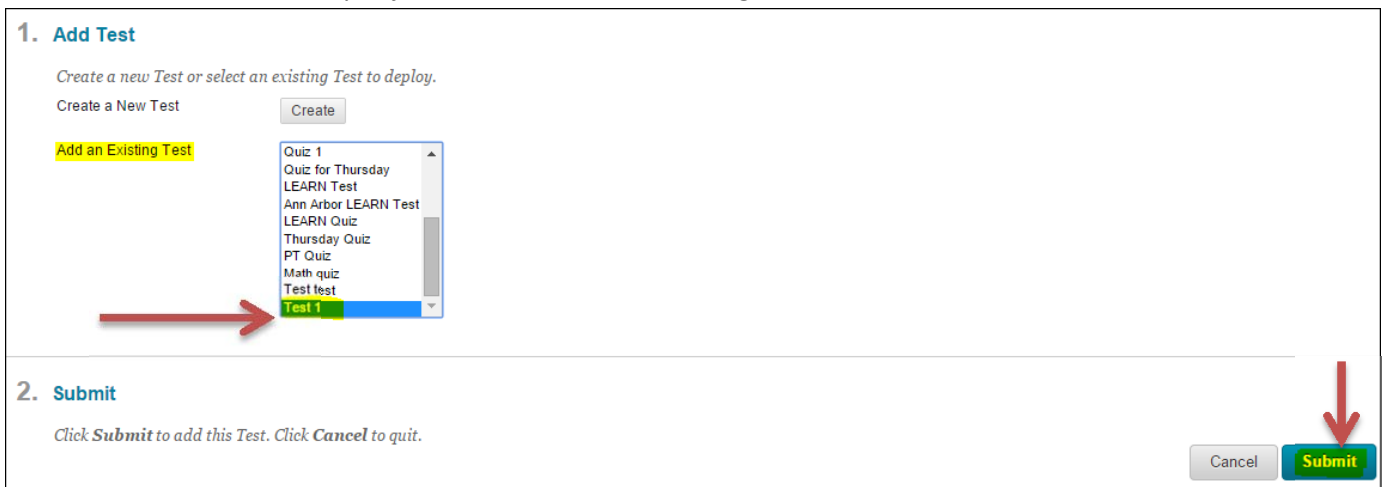 1. Add Test
Create a new Test or select an existing Test to deploy.
Create a New Test Create
Add an Existing Test
Quiz 1
Quiz for Thursday
LEARN Test
Ann Arbor LEARN Test
LEARN Quiz
Thursday Quiz
PT Quiz
Math quiz
Test test
Test 1
2. Submit
Click Submit to add this Test. Click Cancel to quit.
Cancel Submit